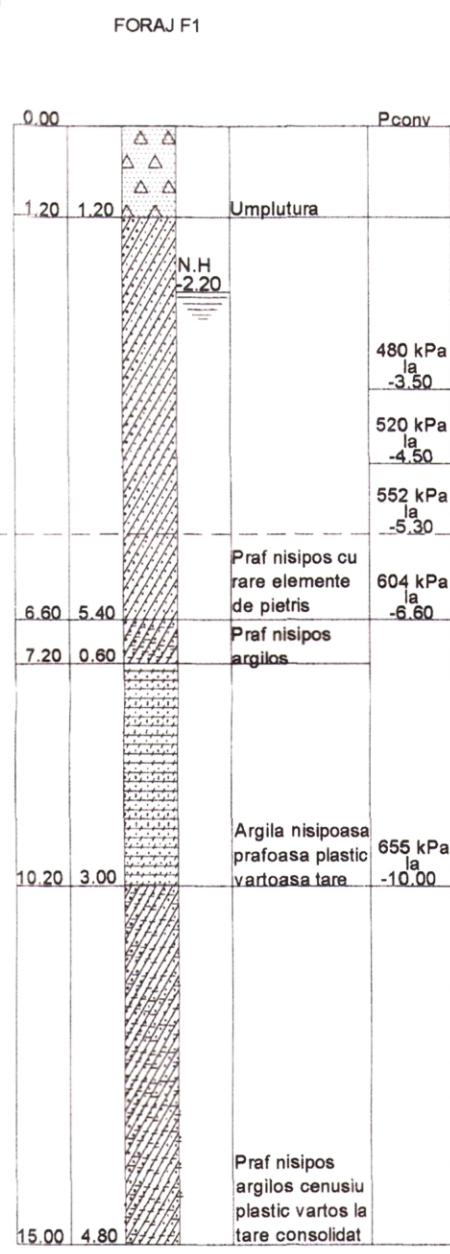 FORAJ F1
0.00 Pconv
1.20 1.20 Umplutura
N.H
-2.20
480 kPa
la
-3.50
520 kPa
la
-4.50
552 kPa
la
-5.30
Praf nisipos cu
rare elemente
de pietris
604 kPa
la
-6.60
6.60 5.40
Praf nisipos
argilos
7.20 0.60
Argila nisipoasa
prafoasa plastic
vartoasa tare
655 kPa
la
-10.00
10.20 3.00
Praf nisipos
argilos cenusiu
plastic vartos la
tare consolidat
15.00 4.80